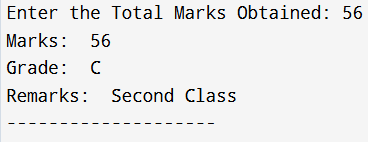 Enter the Total Marks Obtained: 56
Marks:  56
Grade:  C
Remarks:  Second Class
--------------------